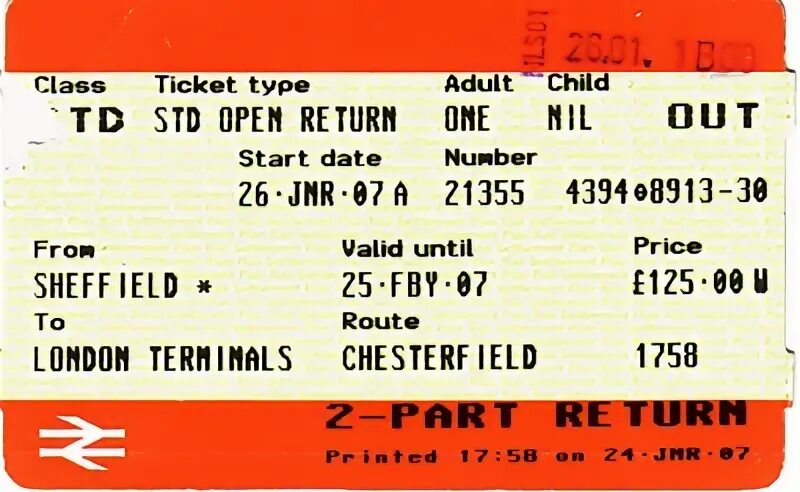 26.01.
Class Ticket type Adult Child
TD STD OPEN RETURN ONE NIL OUT
Start date Number
26·JNR·07 A 21355 4394 8913-30
From Valid until Price
SHEFFIELD * 25·FBY·07 £125·00 W
To Route
LONDON TERMINALS CHESTERFIELD 1758
2-PART RETURN
Printed 17:58 on 24·JNR·07